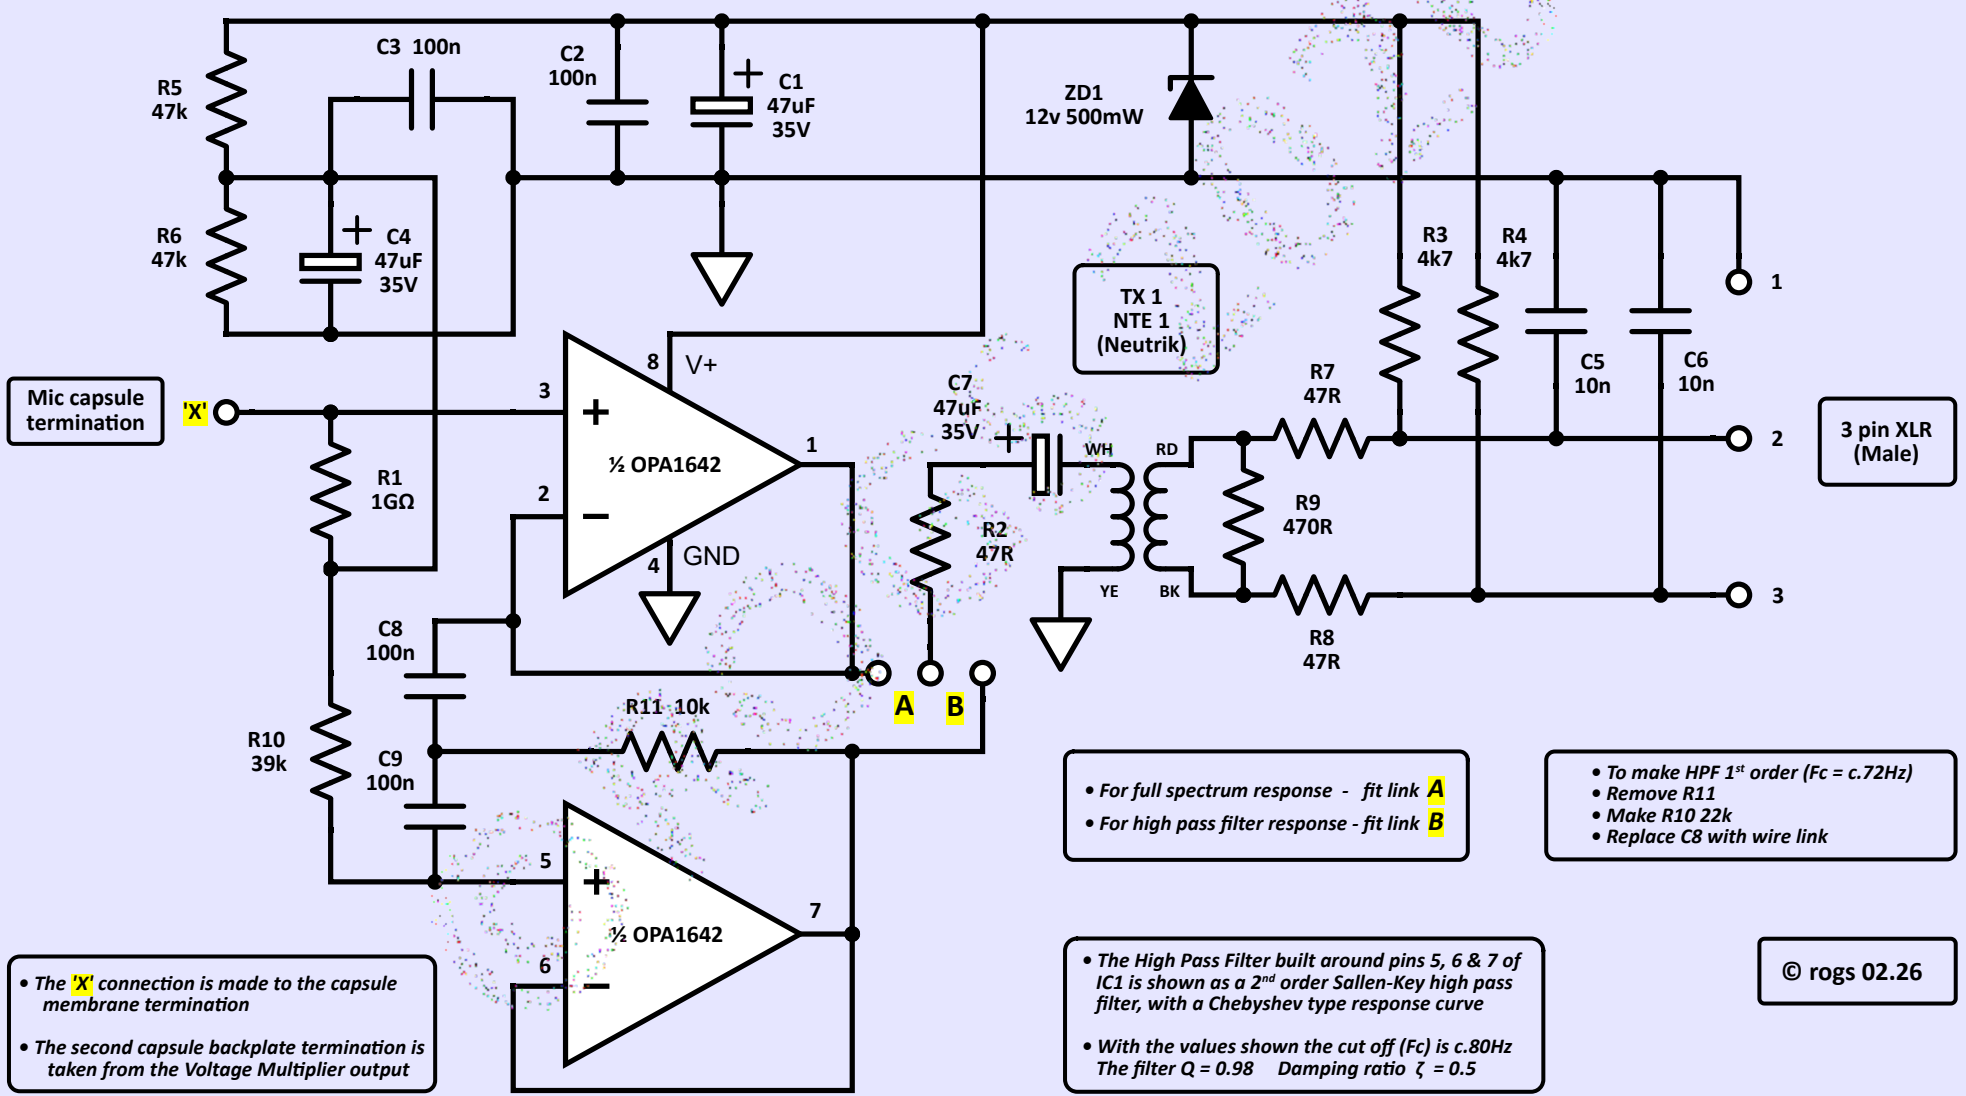 C3 100n
C2
100n
C1
47uF
35V
R5
47k
ZD1
12v 500mW
R6
47k
C4
47uF
35V
R3
4k7
R4
4k7
1
TX 1
NTE 1
(Neutrik)
C5
10n
C6
10n
8
V+
Mic capsule
termination
'X'
3
R7
47R
C7
47uF
35V
2
3 pin XLR
(Male)
1
WH
RD
½ OPA1642
R1
1GΩ
2
R9
470R
R2
47R
GND
4
YE
BK
3
C8
100n
R8
47R
A
B
R11 10k
R10
39k
C9
100n
• For full spectrum response - fit link A
• For high pass filter response - fit link B
• To make HPF 1st order (Fc = c.72Hz)
• Remove R11
• Make R10 22k
• Replace C8 with wire link
5
7
½ OPA1642
6
• The 'X' connection is made to the capsule
membrane termination
• The second capsule backplate termination is
taken from the Voltage Multiplier output
• The High Pass Filter built around pins 5, 6 & 7 of
IC1 is shown as a 2nd order Sallen-Key high pass
filter, with a Chebyshev type response curve
• With the values shown the cut off (Fc) is c.80Hz
The filter Q = 0.98 Damping ratio ζ = 0.5
© rogs 02.26